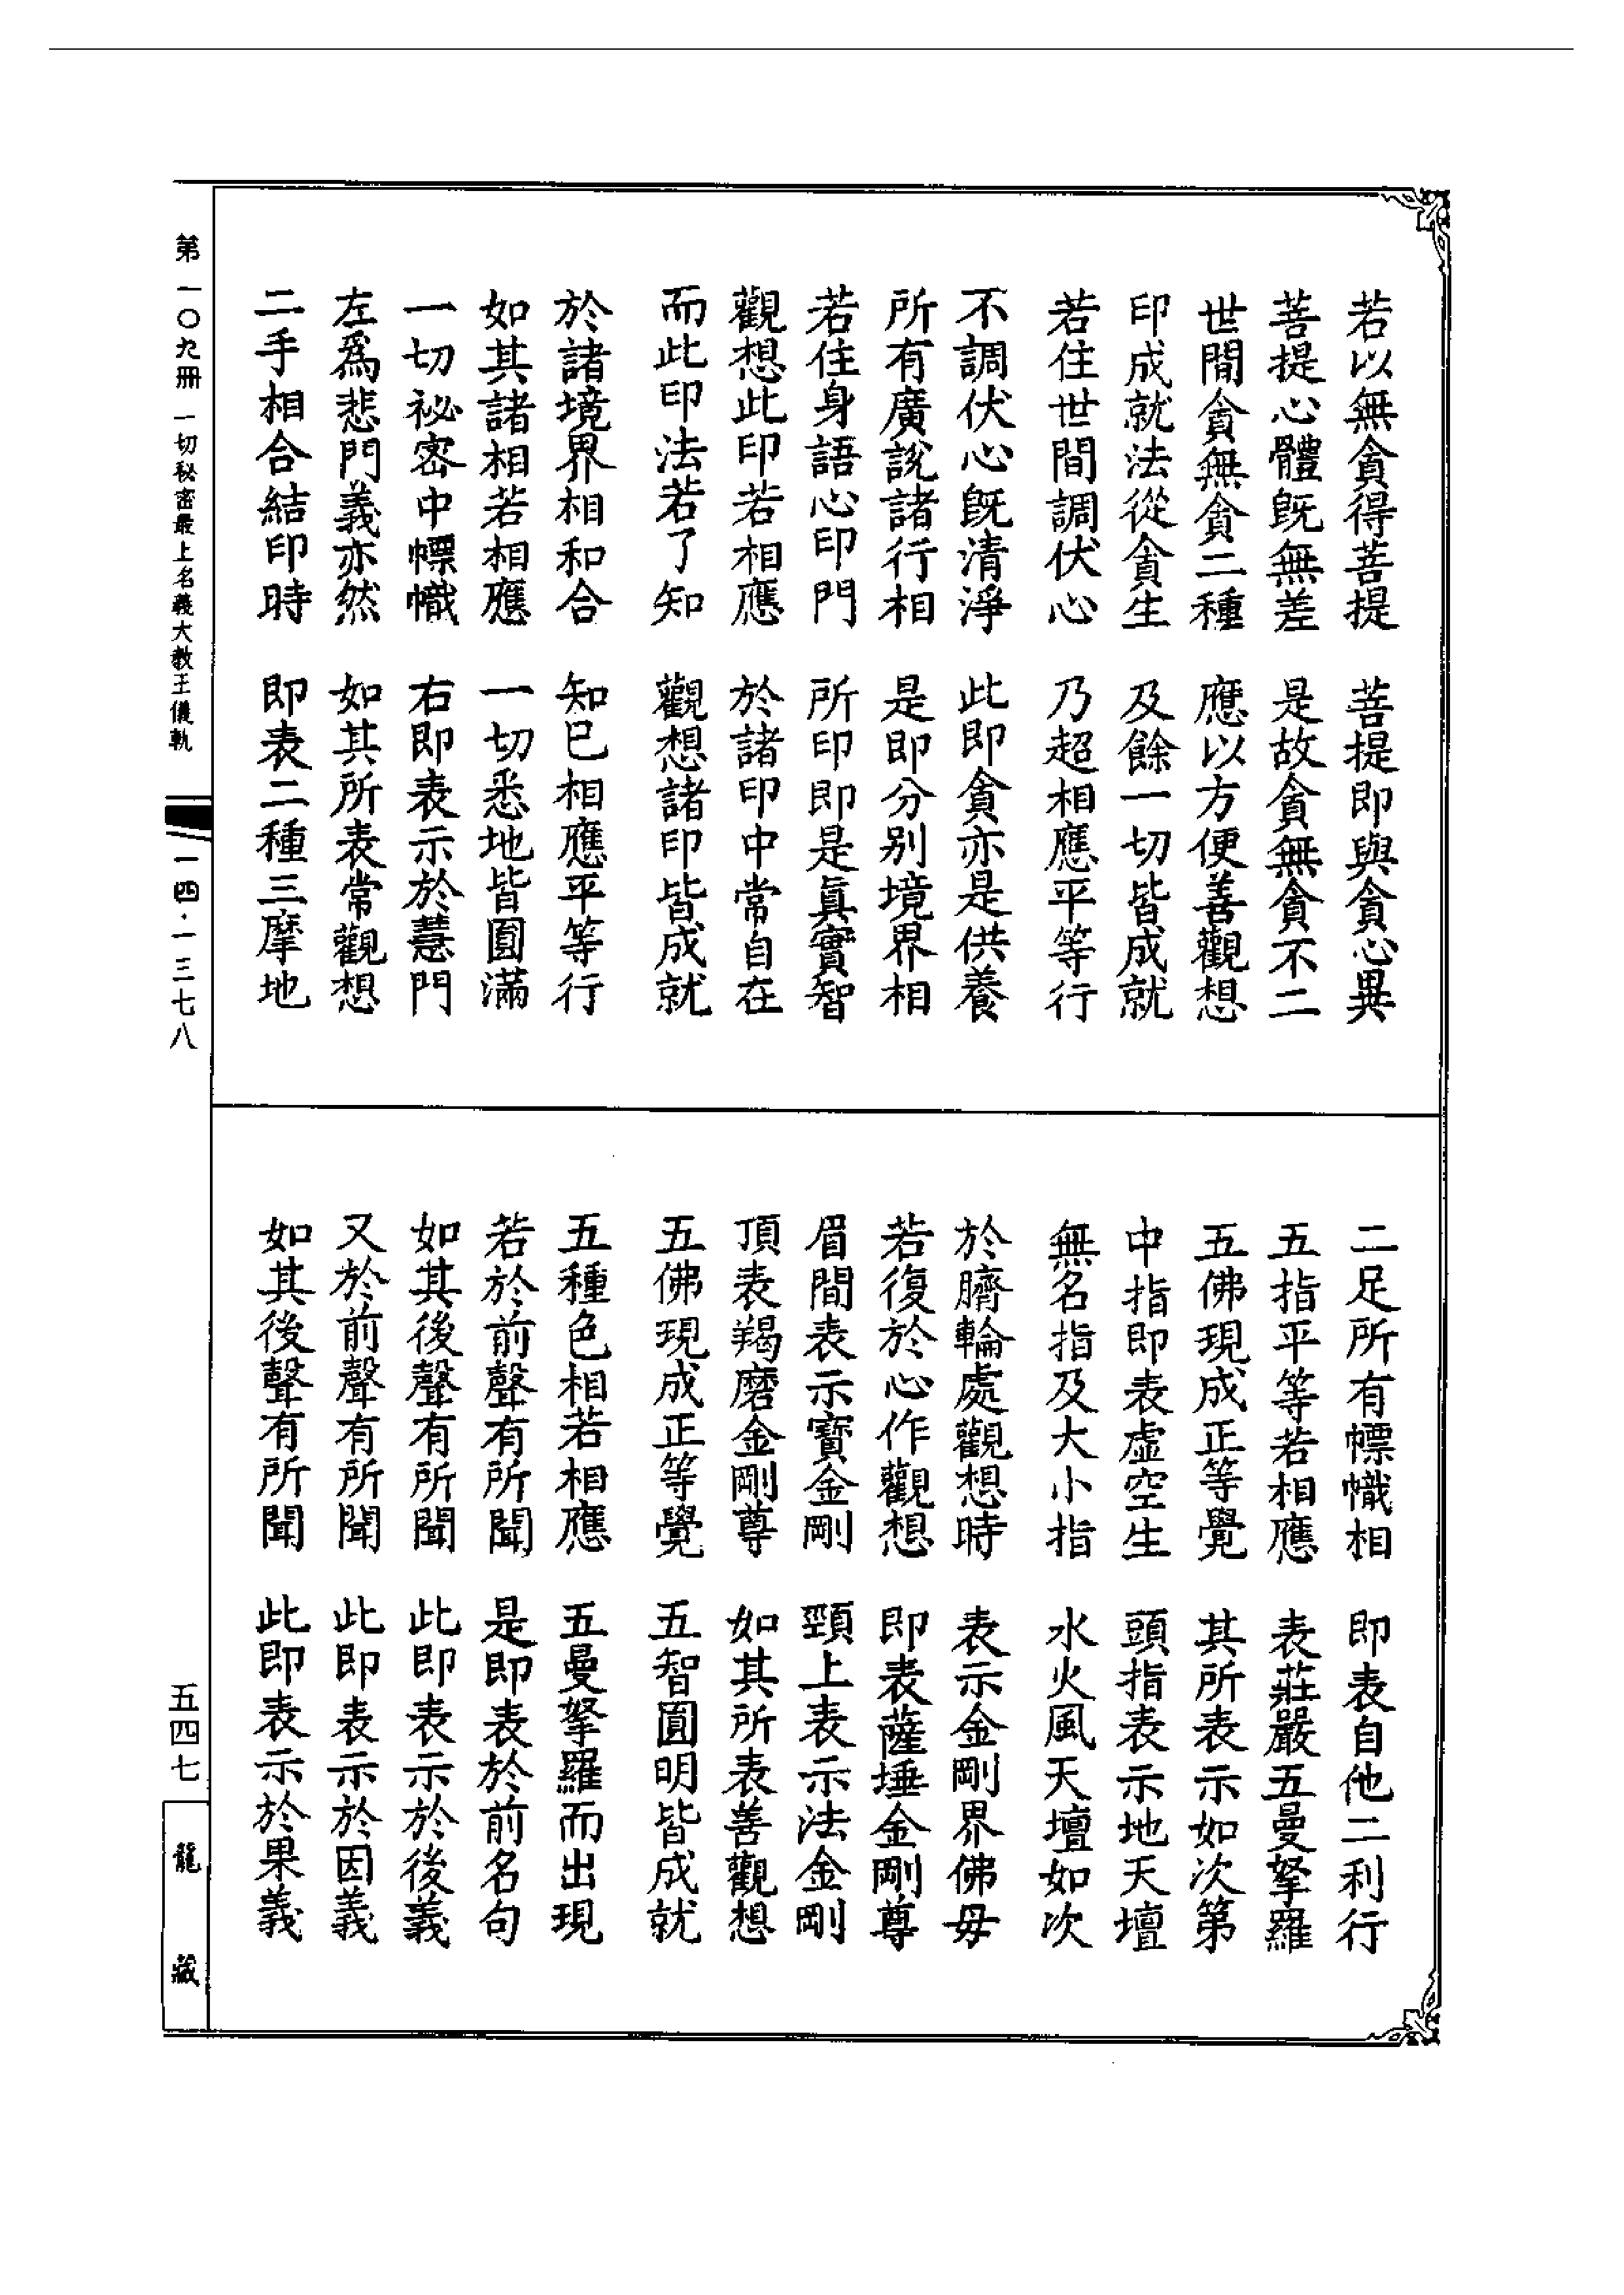 若以無貪得菩提　菩提即與貪心異
菩提心體既無差　是故貪無貪不二
世間貪無貪二種　應以方便善觀想
印成就法從貪生　及餘一切皆成就
若住世間調伏心　乃超相應平等行
不調伏心既清淨　此即貪亦是供養
所有廣說諸行相　是即分別境界相
若住身語心印門　所印即是眞實智
觀想此印若相應　於諸印中常自在
而此印法若了知　觀想諸印皆成就
於諸境界相和合　知已相應平等行
如其諸相若相應　一切悉地皆圓滿
一切祕密中幖幟　右即表示於慧門
左爲悲門義亦然　如其所表常觀想
二手相合結印時　即表二種三摩地
二足所有幖幟相　即表自他二利行
五指平等若相應　表莊嚴五曼拏羅
五佛現成正等覺　其所表示如次第
中指即表虛空生　頭指表示地天壇
無名指及大小指　水火風天壇如次
於臍輪處觀想時　表示金剛界佛毋
若復於心作觀想　即表薩埵金剛尊
眉間表示寶金剛　頸上表示法金剛
頂表羯磨金剛尊　如其所表善觀想
五佛現成正等覺　五智圓明皆成就
五種色相若相應　五曼拏羅而出現
若於前聲有所聞　是即表於前名句
如其後聲有所聞　此即表示於後義
又於前聲有所聞　此即表示於因義
如其後聲有所聞　此即表示於果義
第一〇九冊　一切秘密最上名義大教王儀軌
一四·一三七八
五四七
龍藏